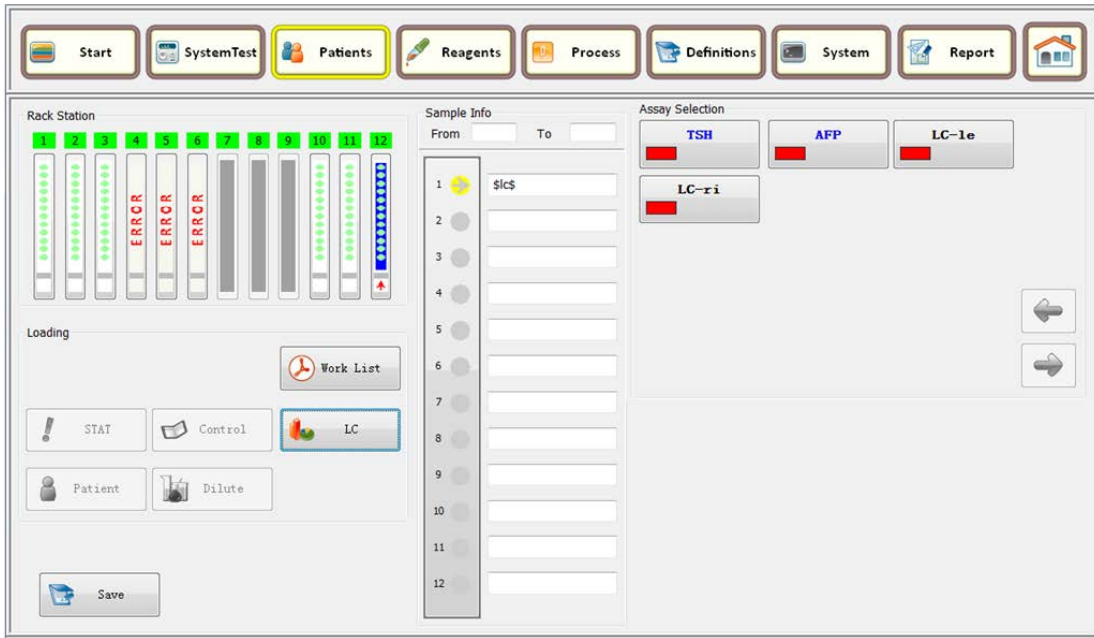 Start SystemTest Patients Reagents Process Definitions System Report
Rack Station
1 2 3 4 5 6 7 8 9 10 11 12
ERROR ERROR ERROR
Loading
Work List
STAT Control LC
Patient Dilute
Save
Sample Info
From To
1 $lc$
2
3
4
5
6
7
8
9
10
11
12
Assay Selection
TSH AFP LC-le
LC-ri